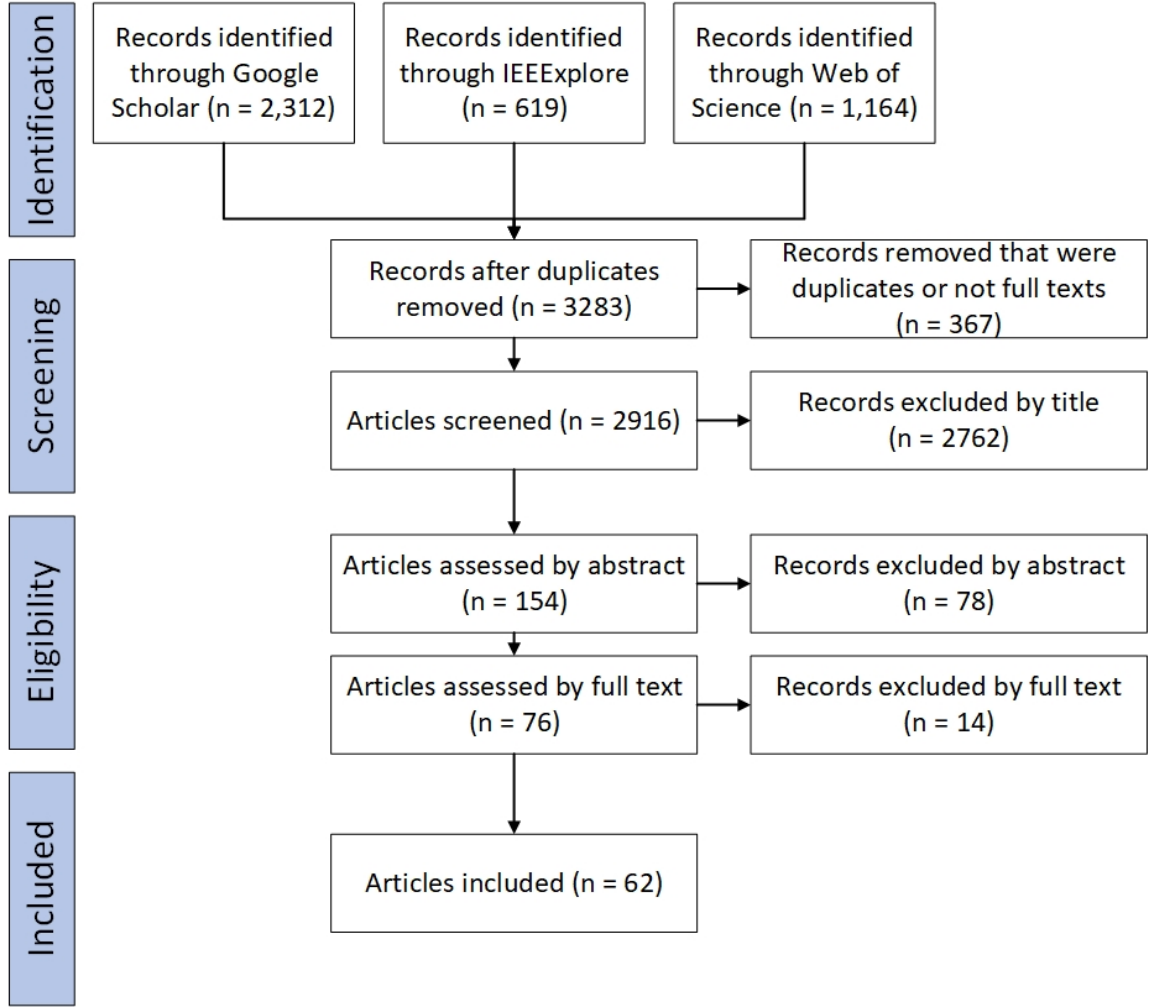 Identification
Records identified
through Google
Scholar (n = 2,312)
Records identified
through IEEExplore
(n = 619)
Records identified
through Web of
Science (n = 1,164)
Screening
Records after duplicates
removed (n = 3283)
Records removed that were
duplicates or not full texts
(n = 367)
Articles screened (n = 2916)
Records excluded by title
(n = 2762)
Eligibility
Articles assessed by abstract
(n = 154)
Records excluded by abstract
(n = 78)
Articles assessed by full text
(n = 76)
Records excluded by full text
(n = 14)
Included
Articles included (n = 62)